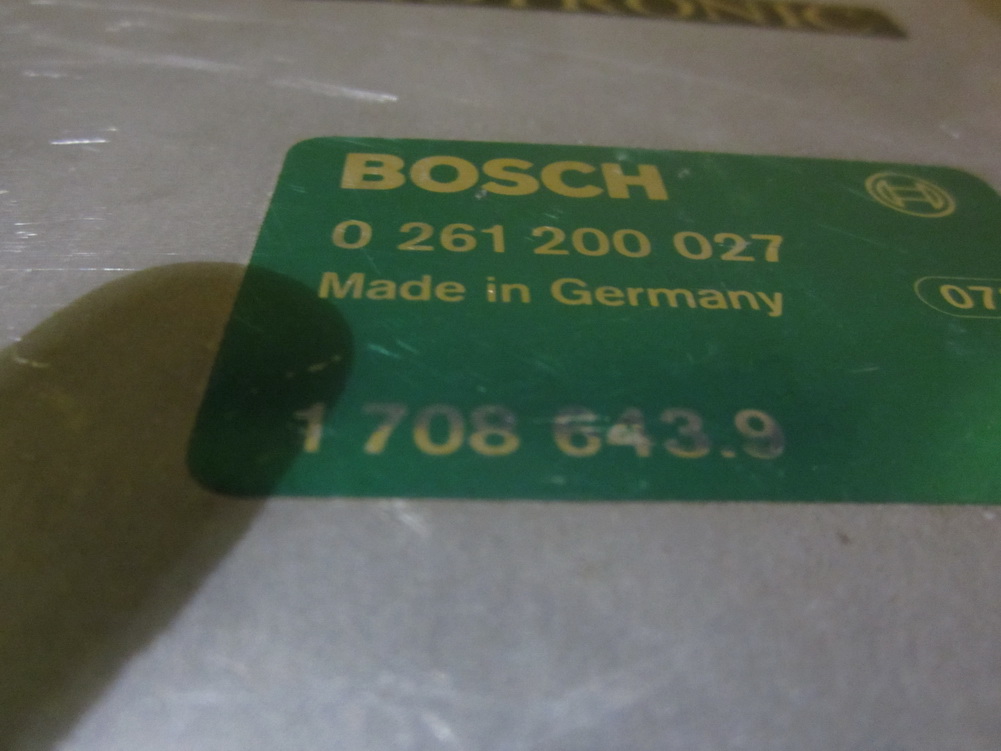 BOSCH
0 261 200 027
Made in Germany
1 708 643.9